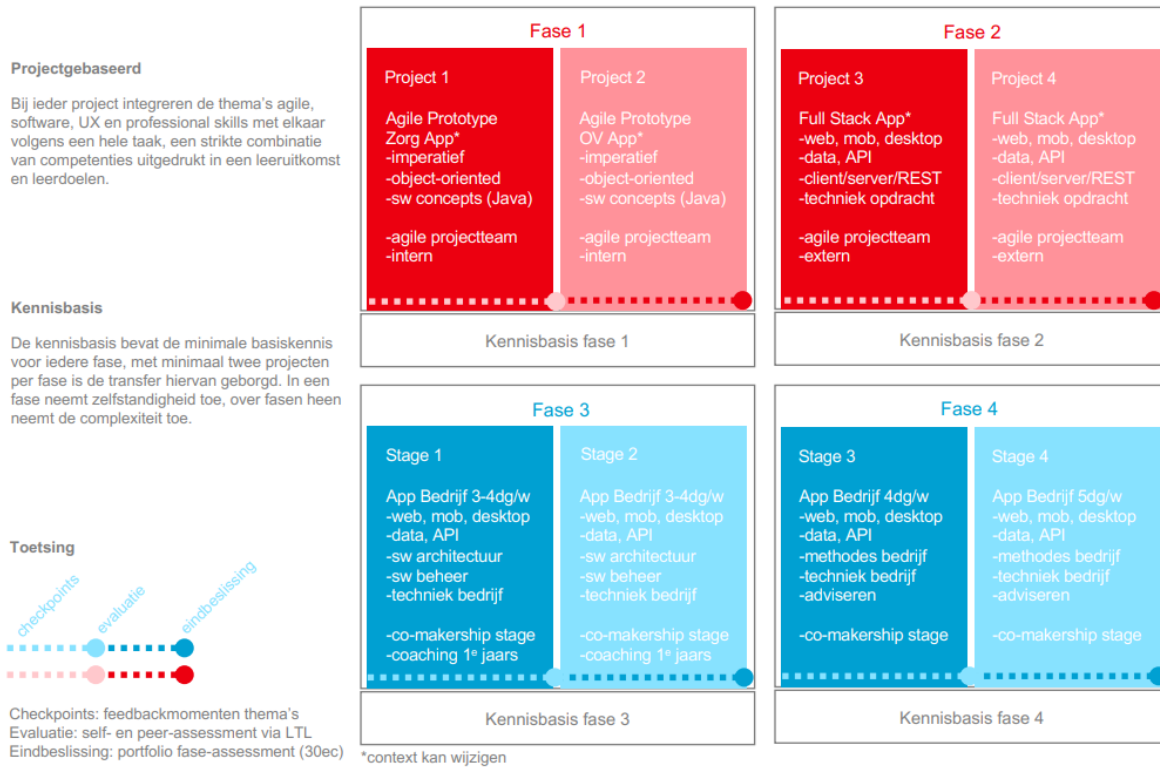 Projectgebaseerd
Bij ieder project integreren de thema's agile,
software, UX en professional skills met elkaar
volgens een hele taak, een strikte combinatie
van competenties uitgedrukt in een leeruitkomst
en leerdoelen.
Kennisbasis
De kennisbasis bevat de minimale basiskennis
voor iedere fase, met minimaal twee projecten
per fase is de transfer hiervan geborgd. In een
fase neemt zelfstandigheid toe, over fasen heen
neemt de complexiteit toe.
Toetsing
checkpoints
evaluatie
eindbeslissing
Checkpoints: feedbackmomenten thema's
Evaluatie: self- en peer-assessment via LTL
Eindbeslissing: portfolio fase-assessment (30ec)
Fase 1
Project 1
Agile Prototype
Zorg App*
-imperatief
-object-oriented
-sw concepts (Java)
-agile projectteam
-intern
Project 2
Agile Prototype
OV App*
-imperatief
-object-oriented
-sw concepts (Java)
-agile projectteam
-intern
Kennisbasis fase 1
Fase 2
Project 3
Full Stack App*
-web, mob, desktop
-data, API
-client/server/REST
-techniek opdracht
-agile projectteam
-extern
Project 4
Full Stack App*
-web, mob, desktop
-data, API
-client/server/REST
-techniek opdracht
-agile projectteam
-extern
Kennisbasis fase 2
Fase 3
Stage 1
App Bedrijf 3-4dg/w
-web, mob, desktop
-data, API
-sw architectuur
-sw beheer
-techniek bedrijf
-co-makership stage
-coaching 1e jaars
Stage 2
App Bedrijf 3-4dg/w
-web, mob, desktop
-data, API
-sw architectuur
-sw beheer
-techniek bedrijf
-co-makership stage
-coaching 1e jaars
Kennisbasis fase 3
Fase 4
Stage 3
App Bedrijf 4dg/w
-web, mob, desktop
-data, API
-methodes bedrijf
-techniek bedrijf
-adviseren
-co-makership stage
Stage 4
App Bedrijf 5dg/w
-web, mob, desktop
-data, API
-methodes bedrijf
-techniek bedrijf
-adviseren
-co-makership stage
Kennisbasis fase 4
*context kan wijzigen